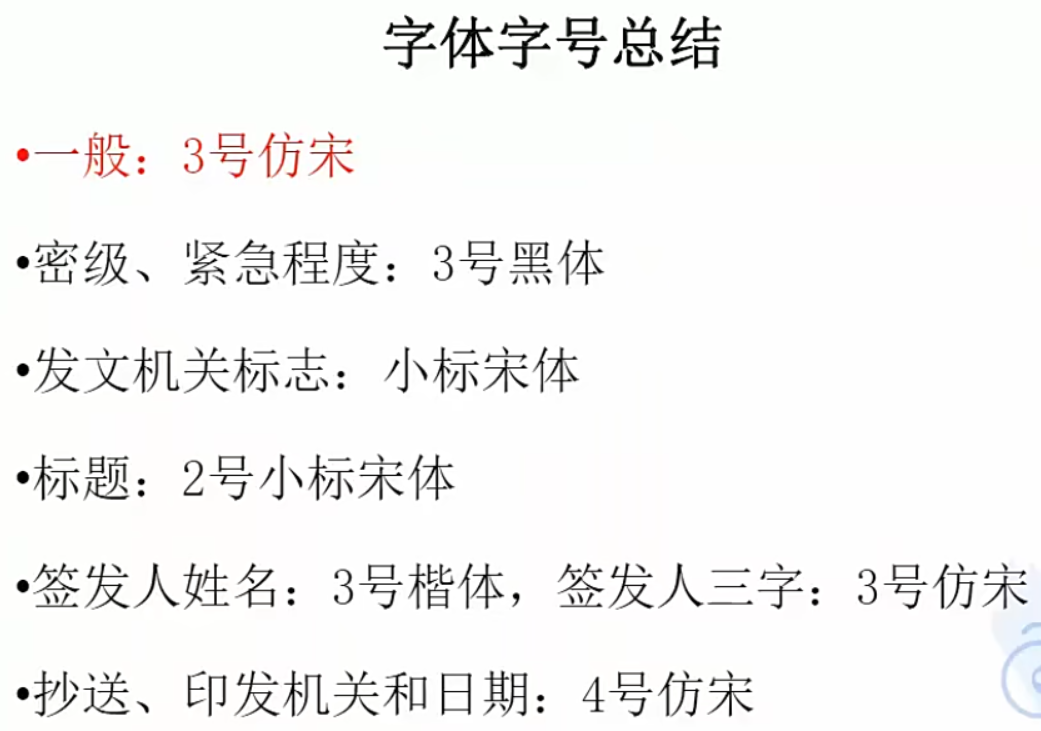 字体字号总结
•一般：3号仿宋
•密级、紧急程度：3号黑体
•发文机关标志：小标宋体
•标题：2号小标宋体
•签发人姓名：3号楷体，签发人三字：3号仿宋
•抄送、印发机关和日期：4号仿宋